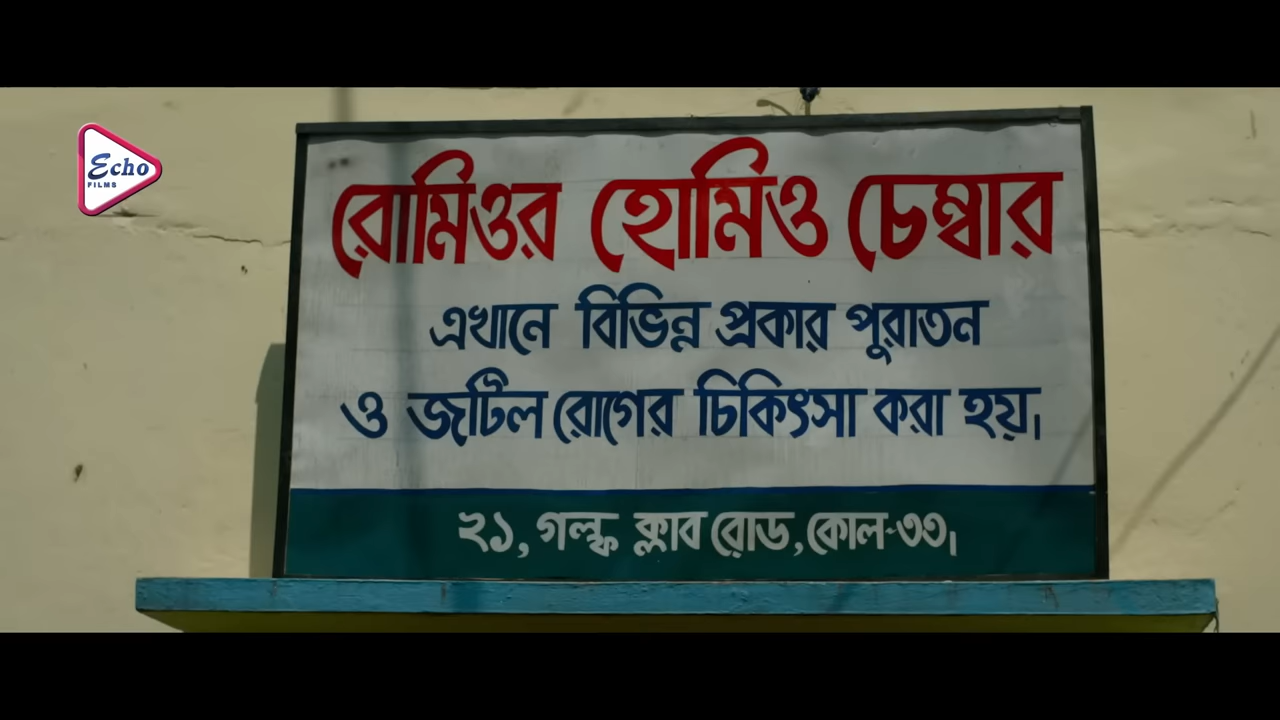 Echo
FILMS
রোমিওর হোমিও চেম্বার
এখানে বিভিন্ন প্রকার পুরাতন
ও জটিল রোগের চিকিৎসা করা হয়।
২১, গল্ফ ক্লাব রোড, কোল-৩৩।